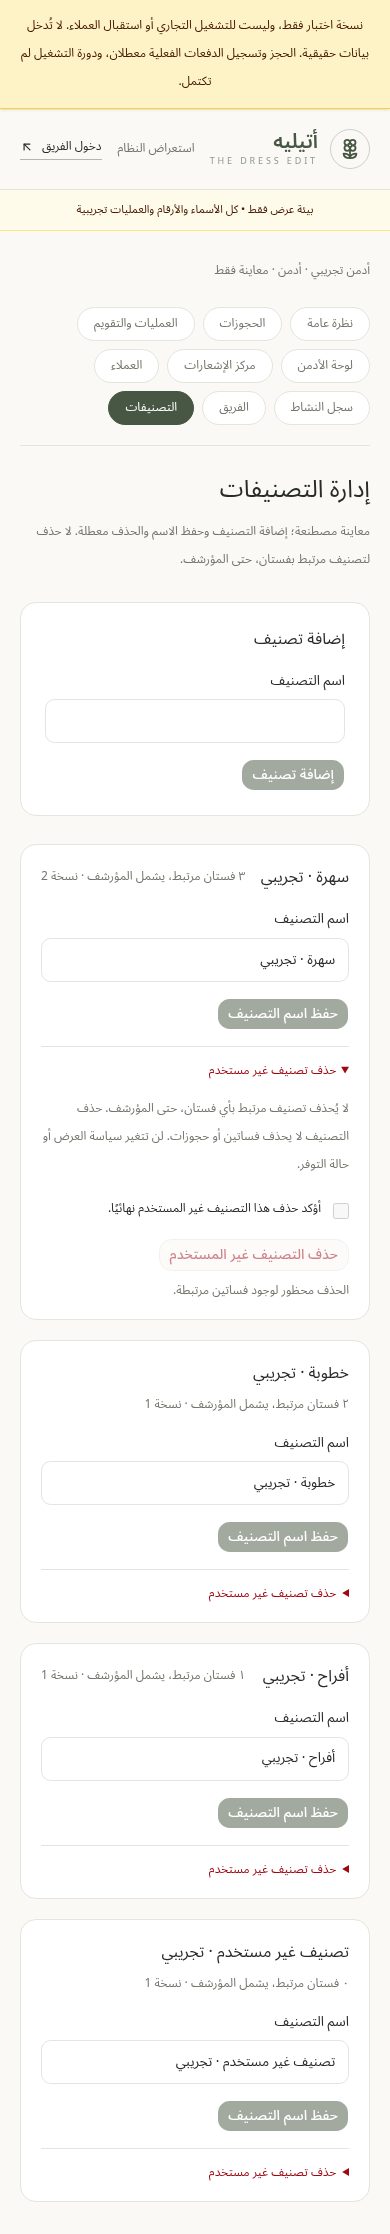 نسخة اختبار فقط، وليست للتشغيل التجاري أو استقبال العملاء. لا تُدخل
بيانات حقيقية. الحجز وتسجيل الدفعات الفعلية معطلان، ودورة التشغيل لم
تكتمل.
أتيليه
THE DRESS EDIT
استعراض النظام
دخول الفريق
بيئة عرض فقط • كل الأسماء والأرقام والعمليات تجريبية
أدمن تجريبي · أدمن · معاينة فقط
نظرة عامة
الحجوزات
العمليات والتقويم
لوحة الأدمن
مركز الإشعارات
العملاء
سجل النشاط
الفريق
التصنيفات
إدارة التصنيفات
معاينة مصطنعة؛ إضافة التصنيف وحفظ الاسم والحذف معطلة. لا حذف
لتصنيف مرتبط بفستان، حتى المؤرشف.
إضافة تصنيف
اسم التصنيف
إضافة تصنيف
سهرة · تجريبي
٣ فستان مرتبط، يشمل المؤرشف · نسخة 2
اسم التصنيف
سهرة · تجريبي
حفظ اسم التصنيف
حذف تصنيف غير مستخدم
لا يُحذف تصنيف مرتبط بأي فستان، حتى المؤرشف. حذف
التصنيف لا يحذف فساتين أو حجوزات. لن تتغير سياسة العرض أو
حالة التوفر.
أؤكد حذف هذا التصنيف غير المستخدم نهائيًا.
حذف التصنيف غير المستخدم
الحذف محظور لوجود فساتين مرتبطة.
خطوبة · تجريبي
٢ فستان مرتبط، يشمل المؤرشف · نسخة 1
اسم التصنيف
خطوبة · تجريبي
حفظ اسم التصنيف
حذف تصنيف غير مستخدم
أفراح · تجريبي
١ فستان مرتبط، يشمل المؤرشف · نسخة 1
اسم التصنيف
أفراح · تجريبي
حفظ اسم التصنيف
حذف تصنيف غير مستخدم
تصنيف غير مستخدم · تجريبي
٠ فستان مرتبط، يشمل المؤرشف · نسخة 1
اسم التصنيف
تصنيف غير مستخدم · تجريبي
حفظ اسم التصنيف
حذف تصنيف غير مستخدم